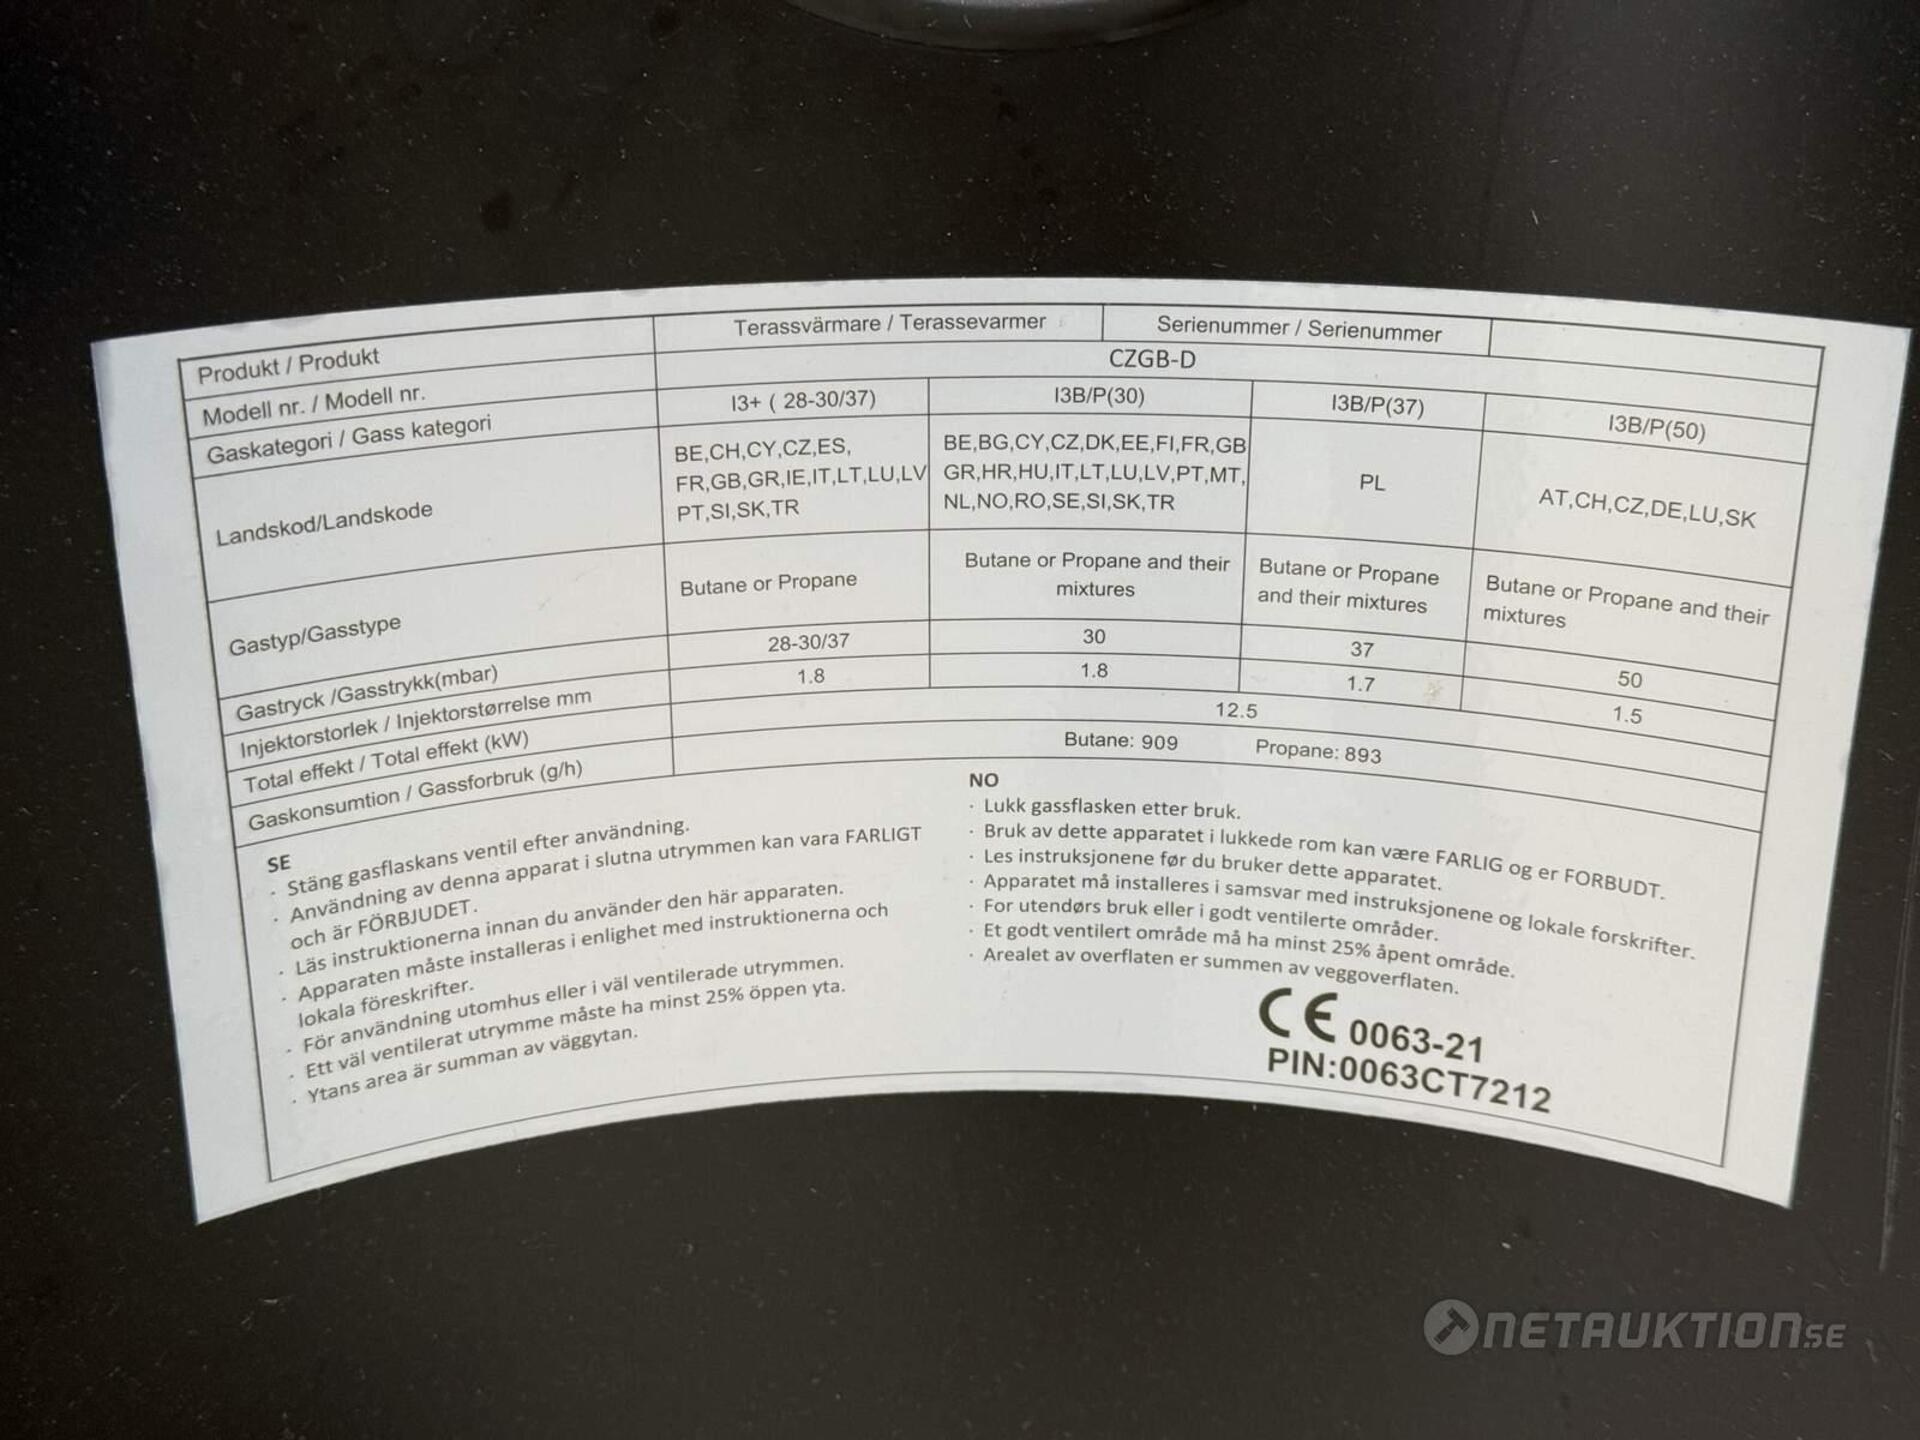 Produkt / Produkt Terassvärmare / Terassevarmer Serienummer / Serienummer
Modell nr. / Modell nr. CZGB-D
Gaskategori / Gass kategori I3+ ( 28-30/37) I3B/P(30) I3B/P(37) I3B/P(50)
Landskod/Landskode
BE,CH,CY,CZ,ES,
FR,GB,GR,IE,IT,LT,LU,LV
PT,SI,SK,TR
BE,BG,CY,CZ,DK,EE,FI,FR,GB
GR,HR,HU,IT,LT,LU,LV,PT,MT,
NL,NO,RO,SE,SI,SK,TR
PL
AT,CH,CZ,DE,LU,SK
Gastyp/Gasstype
Butane or Propane
Butane or Propane and their
mixtures
Butane or Propane
and their mixtures
Butane or Propane and their
mixtures
Gastryck /Gasstrykk(mbar) 28-30/37 30 37 50
Injektorstorlek / Injektorstørrelse mm 1.8 1.8 1.7 1.5
Total effekt / Total effekt (kW) 12.5
Gaskonsumtion / Gassforbruk (g/h) Butane: 909 Propane: 893
SE
· Stäng gasflaskans ventil efter användning.
· Användning av denna apparat i slutna utrymmen kan vara FARLIGT
och är FÖRBJUDET.
· Läs instruktionerna innan du använder den här apparaten.
· Apparaten måste installeras i enlighet med instruktionerna och
lokala föreskrifter.
· För användning utomhus eller i väl ventilerade utrymmen.
· Ett väl ventilerat utrymme måste ha minst 25% öppen yta.
· Ytans area är summan av väggytan.
NO
· Lukk gassflasken etter bruk.
· Bruk av dette apparatet i lukkede rom kan være FARLIG og er FORBUDT.
· Les instruksjonene før du bruker dette apparatet.
· Apparatet må installeres i samsvar med instruksjonene og lokale forskrifter.
· For utendørs bruk eller i godt ventilerte områder.
· Et godt ventilert område må ha minst 25% åpent område.
· Arealet av overflaten er summen av veggoverflaten.
CE 0063-21
PIN:0063CT7212
NETAUKTION.SE